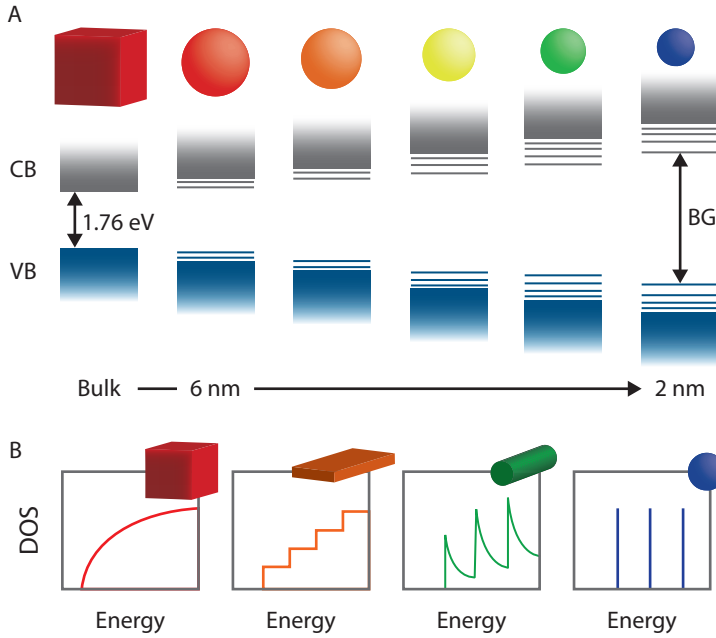 A
CB
1.76 eV
BG
VB
Bulk
6 nm
2 nm
B
DOS
Energy
Energy
Energy
Energy